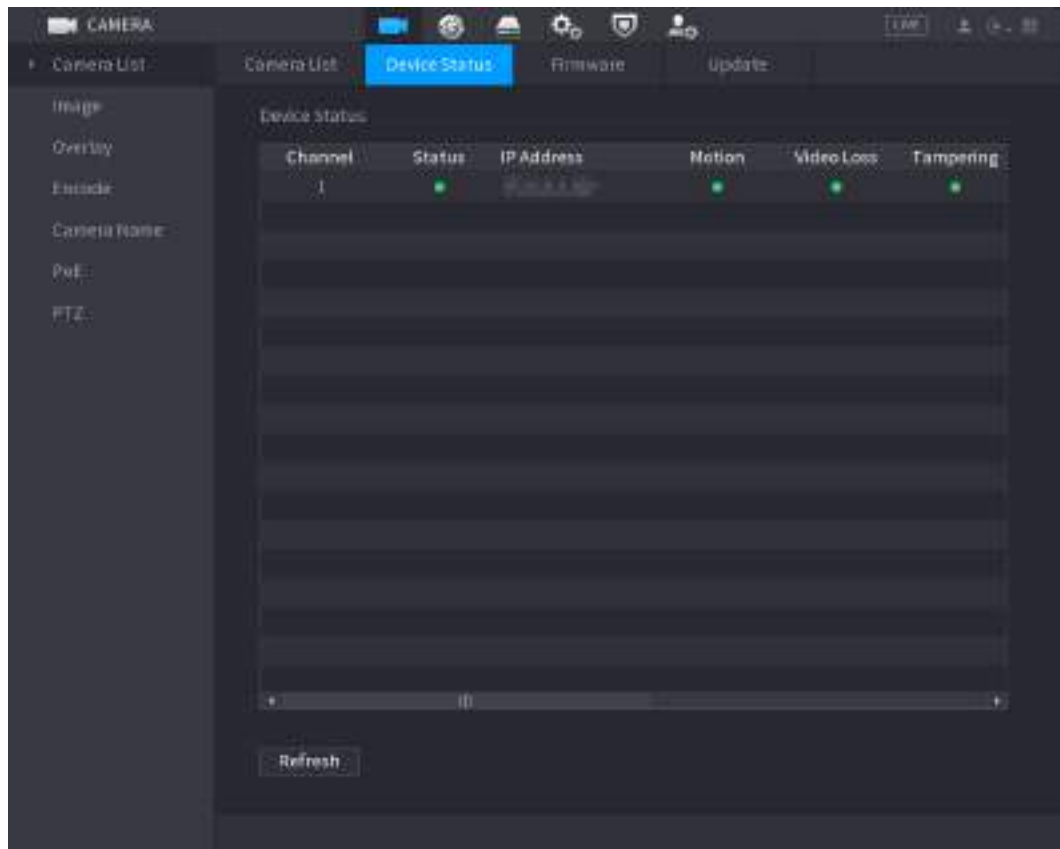 CAMERA LIVE
Camera List Camera List Device Status Firmware Update
Image
Device Status
Overlay
Channel Status IP Address Motion Video Loss Tampering
1
Encode
Camera Name
PoE
PTZ
Refresh